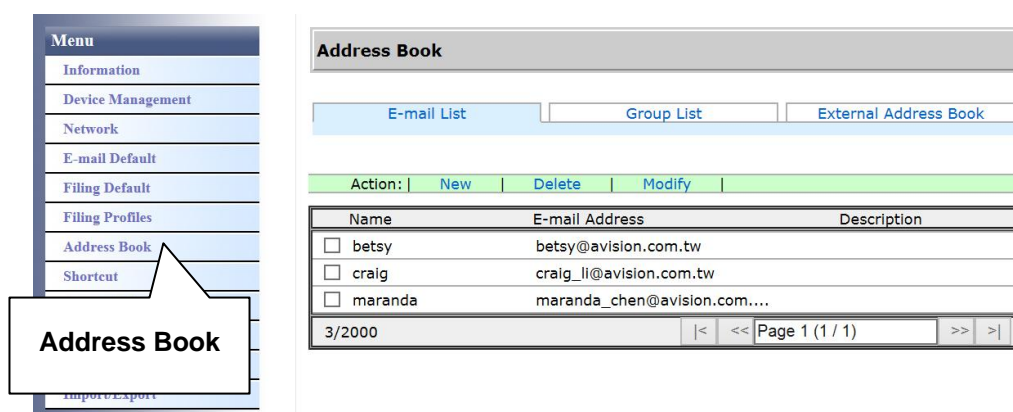 Menu
Information
Device Management
Network
E-mail Default
Filing Default
Filing Profiles
Address Book
Shortcut
Address Book
Import/Export
Address Book
E-mail List Group List External Address Book
Action: | New | Delete | Modify |
Name E-mail Address Description
betsy betsy@avision.com.tw
craig craig_li@avision.com.tw
maranda maranda_chen@avision.com....
3/2000 |< << Page 1 (1 / 1) >> >|